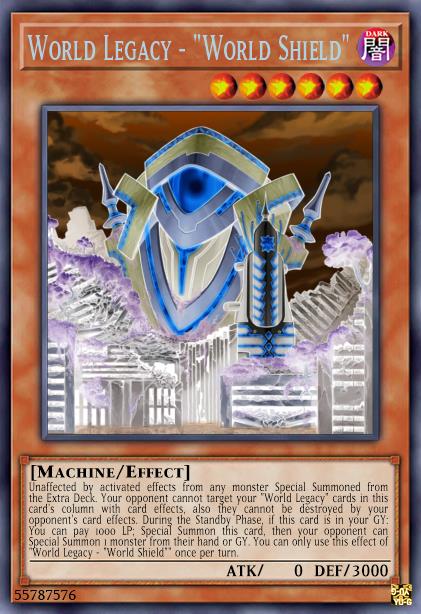 World Legacy - "World Shield"
DARK
闇
[Machine/Effect]
Unaffected by activated effects from any monster Special Summoned from
the Extra Deck. Your opponent cannot target your "World Legacy" cards in this
card's column with card effects, also they cannot be destroyed by your
opponent's card effects. During the Standby Phase, if this card is in your GY:
You can pay 1000 LP; Special Summon this card, then your opponent can
Special Summon 1 monster from their hand or GY. You can only use this effect of
"World Legacy - "World Shield"" once per turn.
ATK/ 0 DEF/3000
55787576